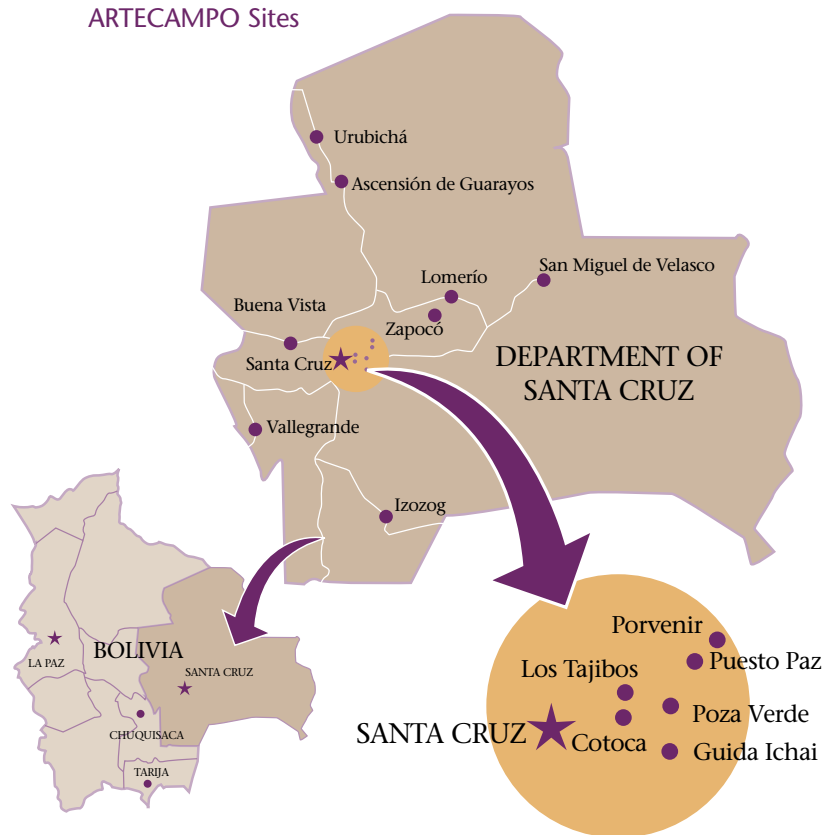 ARTECAMPO Sites
Urubichá
Ascensión de Guarayos
San Miguel de Velasco
Lomerío
Buena Vista
Zapocó
Santa Cruz
DEPARTMENT OF
SANTA CRUZ
Vallegrande
Izozog
BOLIVIA
LA PAZ
SANTA CRUZ
CHUQUISACA
TARIJA
Porvenir
Puesto Paz
Los Tajibos
Poza Verde
SANTA CRUZ
Cotoca
Guida Ichai